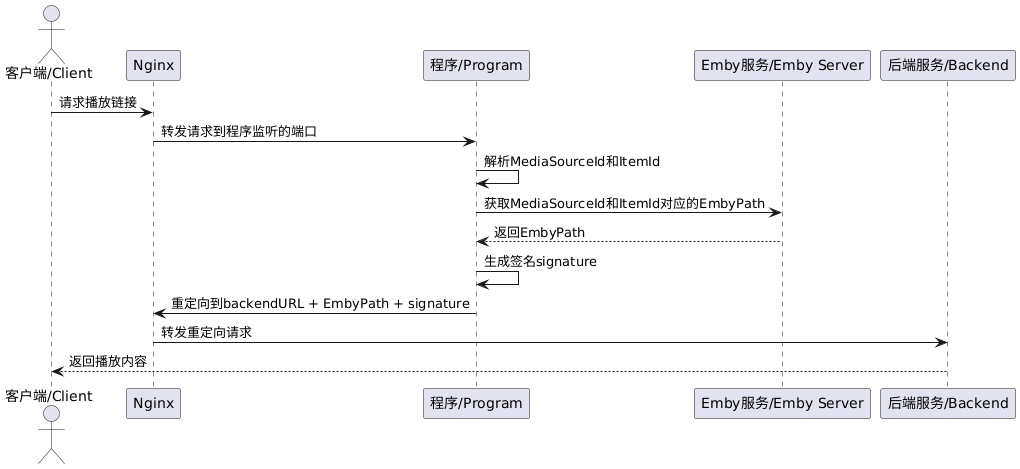 客户端/Client
Nginx
程序/Program
Emby服务/Emby Server
后端服务/Backend
请求播放链接
转发请求到程序监听的端口
解析MediaSourceId和ItemId
获取MediaSourceId和ItemId对应的EmbyPath
返回EmbyPath
生成签名signature
重定向到backendURL + EmbyPath + signature
转发重定向请求
返回播放内容
客户端/Client
Nginx
程序/Program
Emby服务/Emby Server
后端服务/Backend